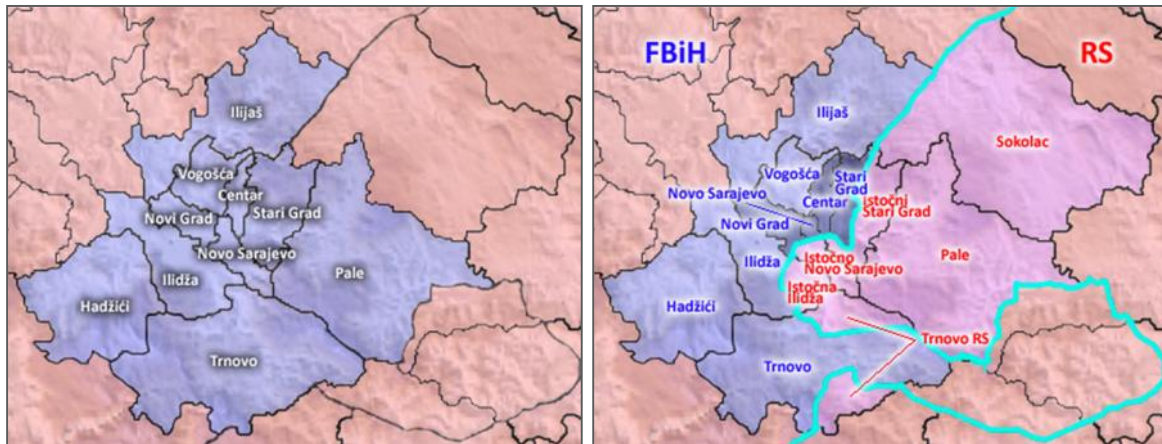 Ilijaš
Vogošća
Centar
Stari Grad
Novi Grad
Novo Sarajevo
Ilidža
Pale
Hadžići
Trnovo
FBiH
RS
Ilijaš
Sokolac
Vogošća
Stari
Grad
Novo Sarajevo
Centar
Istočni
Stari Grad
Novi Grad
Ilidža
Istočno
Novo Sarajevo
Pale
Istočna
Ilidža
Hadžići
Trnovo RS
Trnovo